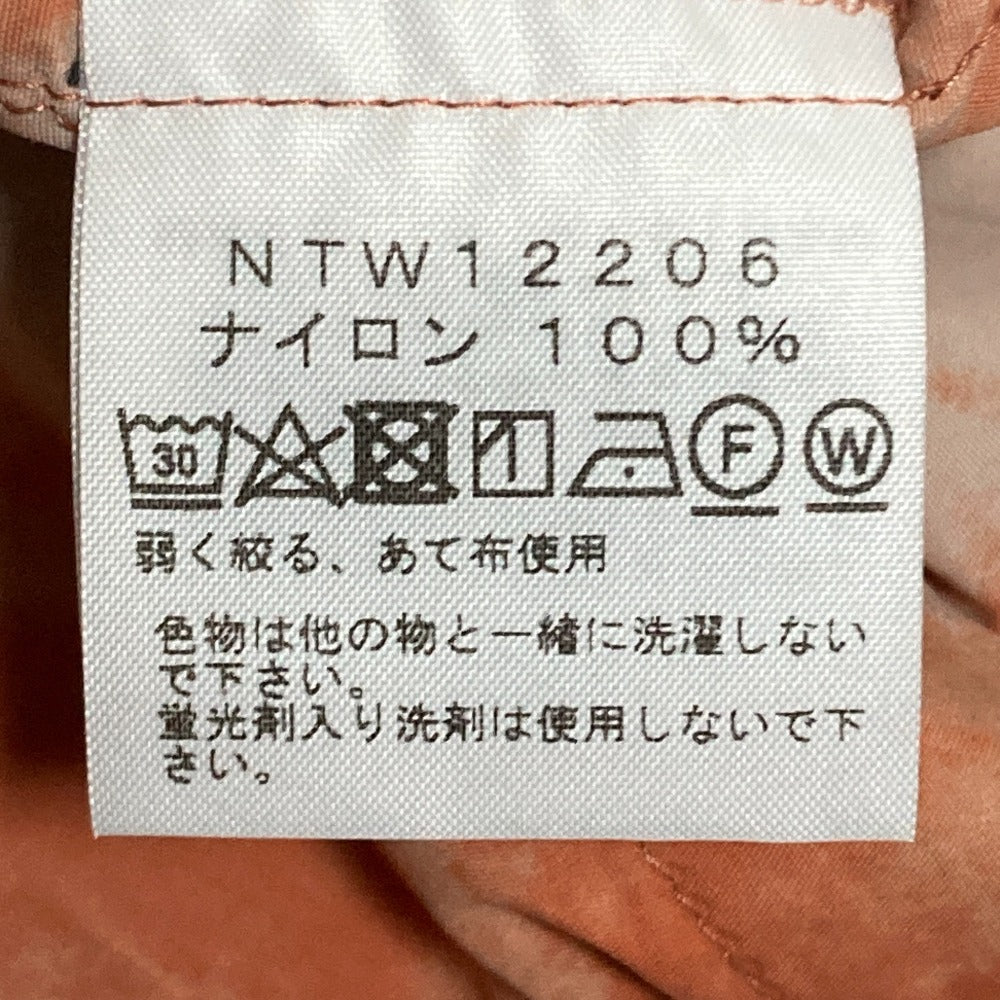 NTW12206
ナイロン 100%
30 F W
弱く絞る、あて布使用
色物は他の物と一緒に洗濯しない
で下さい。
蛍光剤入り洗剤は使用しないで下
さい。